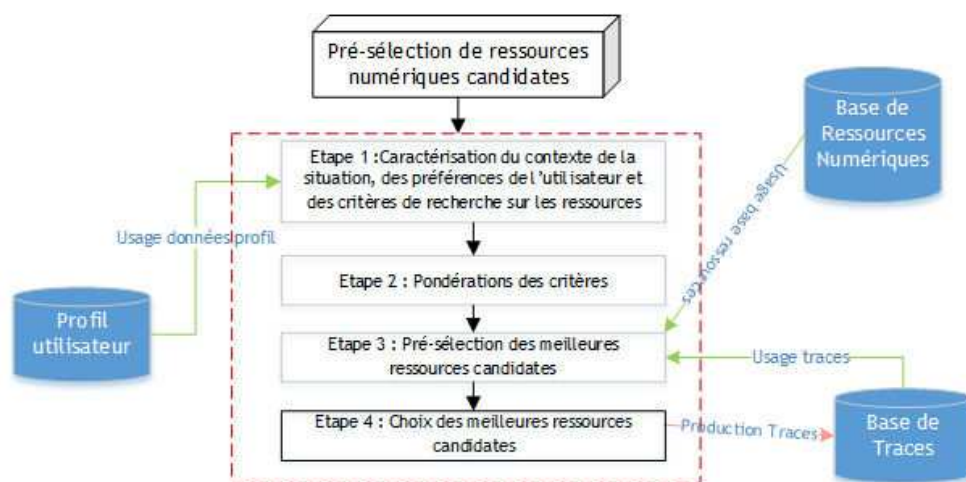 Pré-sélection de ressources
numériques candidates
Base de
Ressources
Numériques
Etape 1 :Caractérisation du contexte de la
situation, des préférences de l'utilisateur et
des critères de recherche sur les ressources
Usage base ressources
Usage données profil
Etape 2 : Pondérations des critères
Profil
utilisateur
Etape 3 : Pré-sélection des meilleures
ressources candidates
Usage traces
Etape 4 : Choix des meilleures ressources
candidates
Production Traces
Base de
Traces